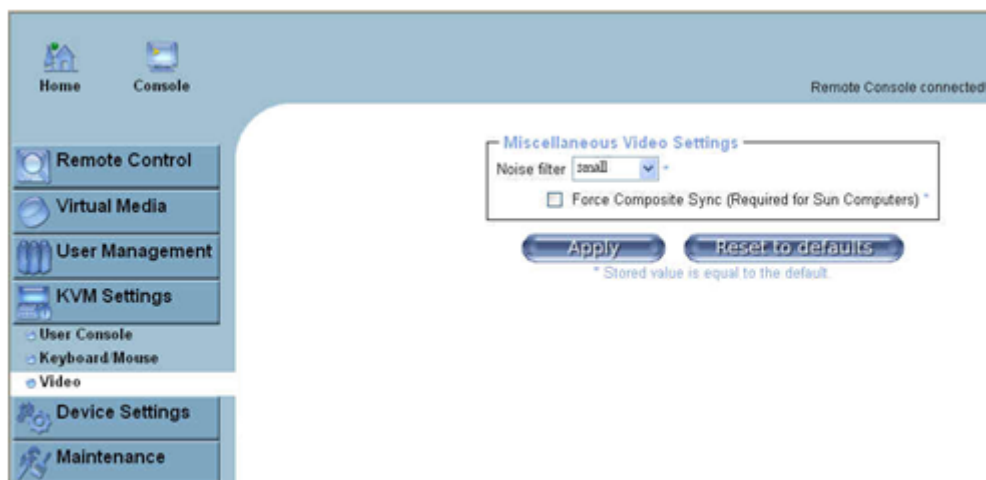 Home
Console
Remote Console connected
Remote Control
Virtual Media
User Management
KVM Settings
User Console
Keyboard/Mouse
Video
Device Settings
Maintenance
Miscellaneous Video Settings
Noise filter small *
Force Composite Sync (Required for Sun Computers) *
Apply
Reset to defaults
* Stored value is equal to the default.